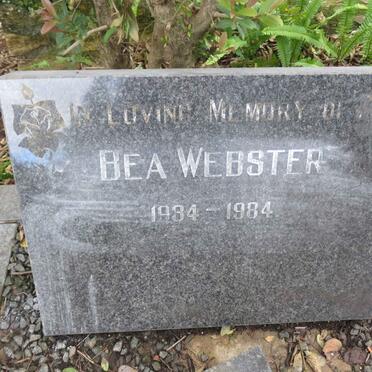 IN LOVING MEMORY OF
BEA WEBSTER
1934 - 1984